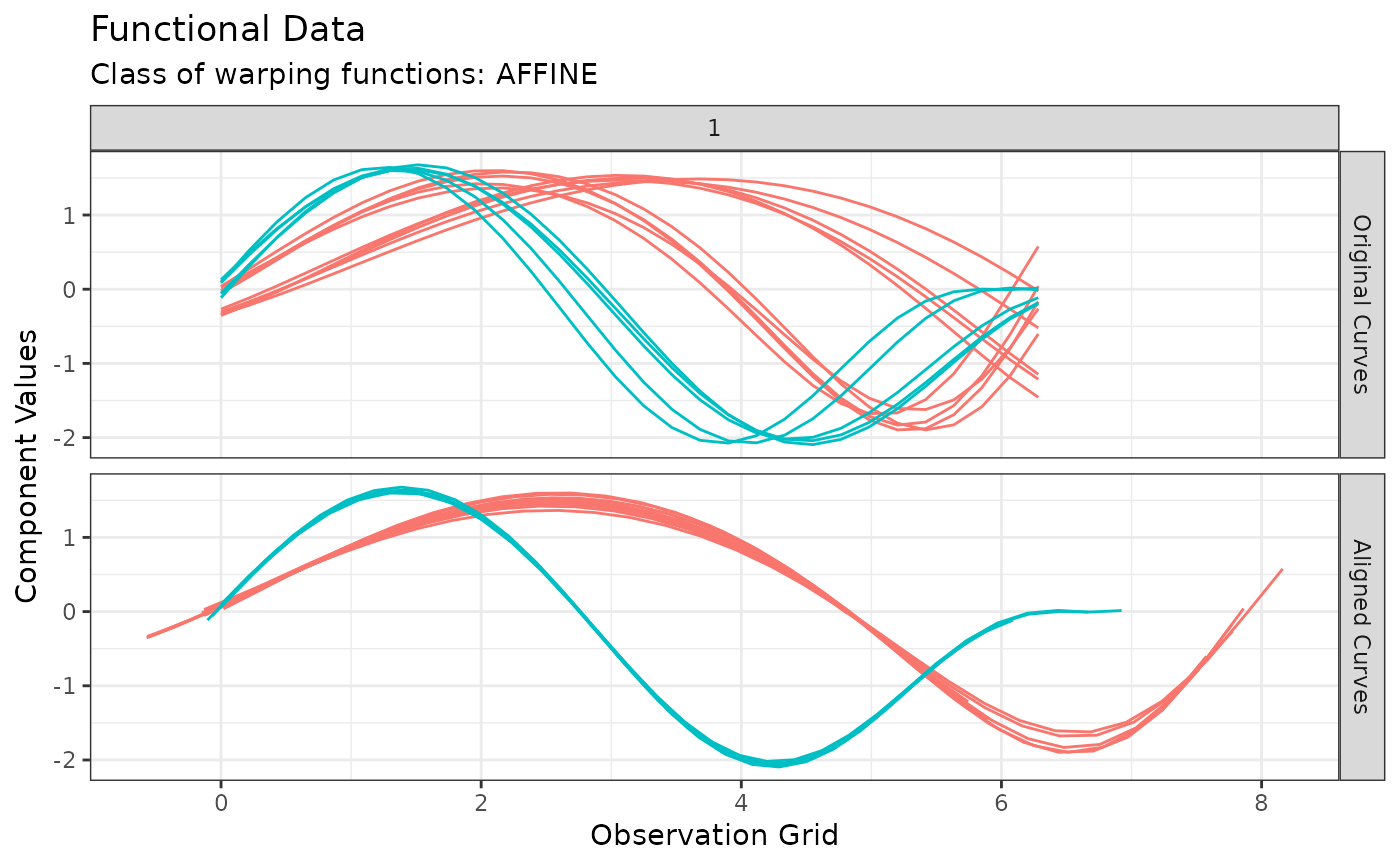 Functional Data
Class of warping functions: AFFINE
1
1
0
-1
-2
Original Curves
1
0
-1
-2
Aligned Curves
0 2 4 6 8
Observation Grid
Component Values